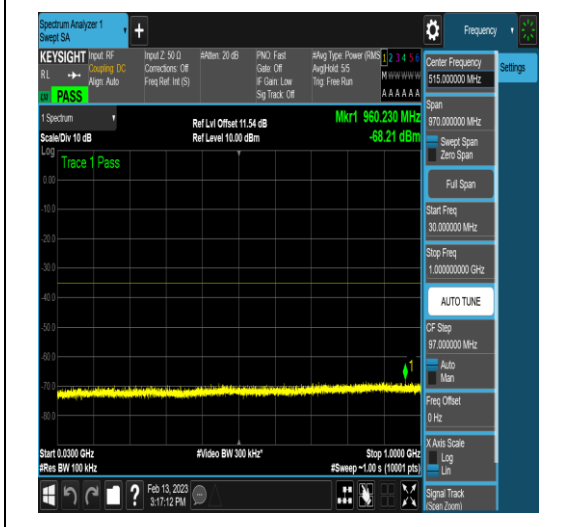 Spectrum Analyzer 1
Swept SA
+
Frequency
KEYSIGHT
RL
PASS
Input: RF
Coupling: DC
Align: Auto
Input Z: 50 Ω
Corrections: Off
Freq Ref: Int (S)
#Atten: 20 dB
PNO: Fast
Gate: Off
IF Gain: Low
Sig Track: Off
#Avg Type: Power (RMS)
Avg|Hold: 5/5
Trig: Free Run
1 2 3 4 5 6
M W W W W W
A A A A A A
1 Spectrum
Scale/Div 10 dB
Ref Lvl Offset 11.54 dB
Ref Level 10.00 dBm
Mkr1 960.230 MHz
-68.21 dBm
Log
Trace 1 Pass
0.00
-10.0
-20.0
-30.0
-40.0
-50.0
-60.0
-70.0
-80.0
1
Start 0.0300 GHz
#Res BW 100 kHz
#Video BW 300 kHz*
Stop 1.0000 GHz
#Sweep ~1.00 s (10001 pts)
?
Feb 13, 2023
3:17:12 PM
Center Frequency
515.000000 MHz
Settings
Span
970.000000 MHz
Swept Span
Zero Span
Full Span
Start Freq
30.000000 MHz
Stop Freq
1.000000000 GHz
AUTO TUNE
CF Step
97.000000 MHz
Auto
Man
Freq Offset
0 Hz
X Axis Scale
Log
Lin
Signal Track
(Span Zoom)